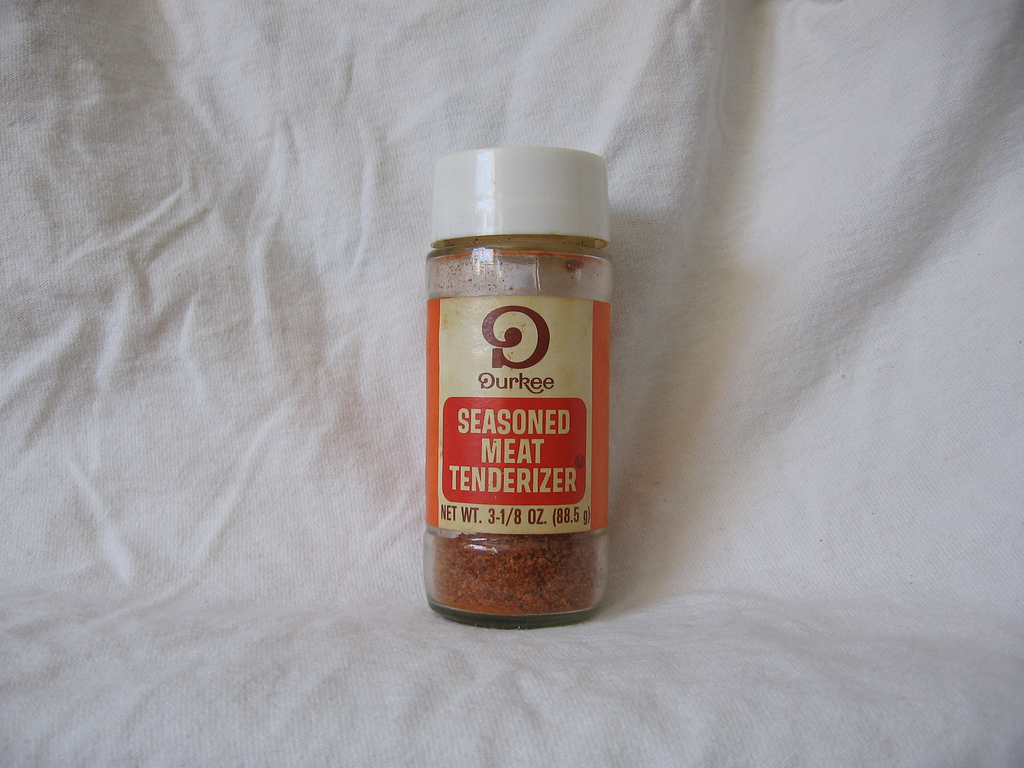 Durkee
SEASONED
MEAT
TENDERIZER
NET WT. 3-1/8 OZ. (88.5 g)